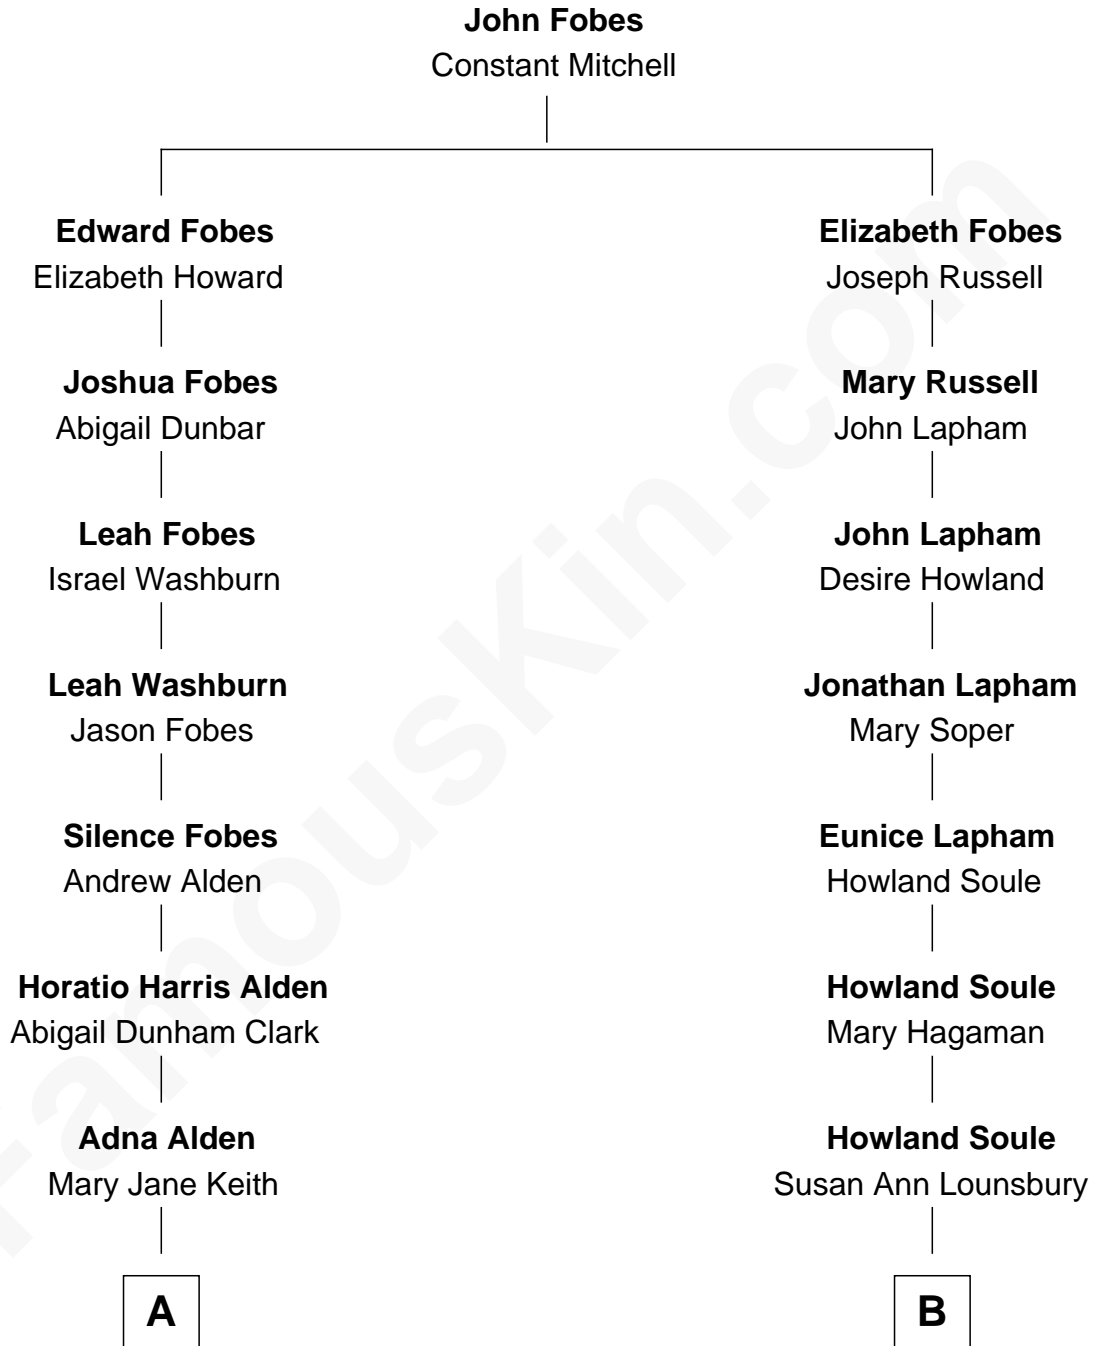 John Fobes
Constant Mitchell
Edward Fobes
Elizabeth Howard
Elizabeth Fobes
Joseph Russell
Joshua Fobes
Abigail Dunbar
Mary Russell
John Lapham
Leah Fobes
Israel Washburn
John Lapham
Desire Howland
Leah Washburn
Jason Fobes
Jonathan Lapham
Mary Soper
Silence Fobes
Andrew Alden
Eunice Lapham
Howland Soule
Horatio Harris Alden
Abigail Dunham Clark
Howland Soule
Mary Hagaman
Adna Alden
Mary Jane Keith
Howland Soule
Susan Ann Lounsbury
A
B
FamousKin.com